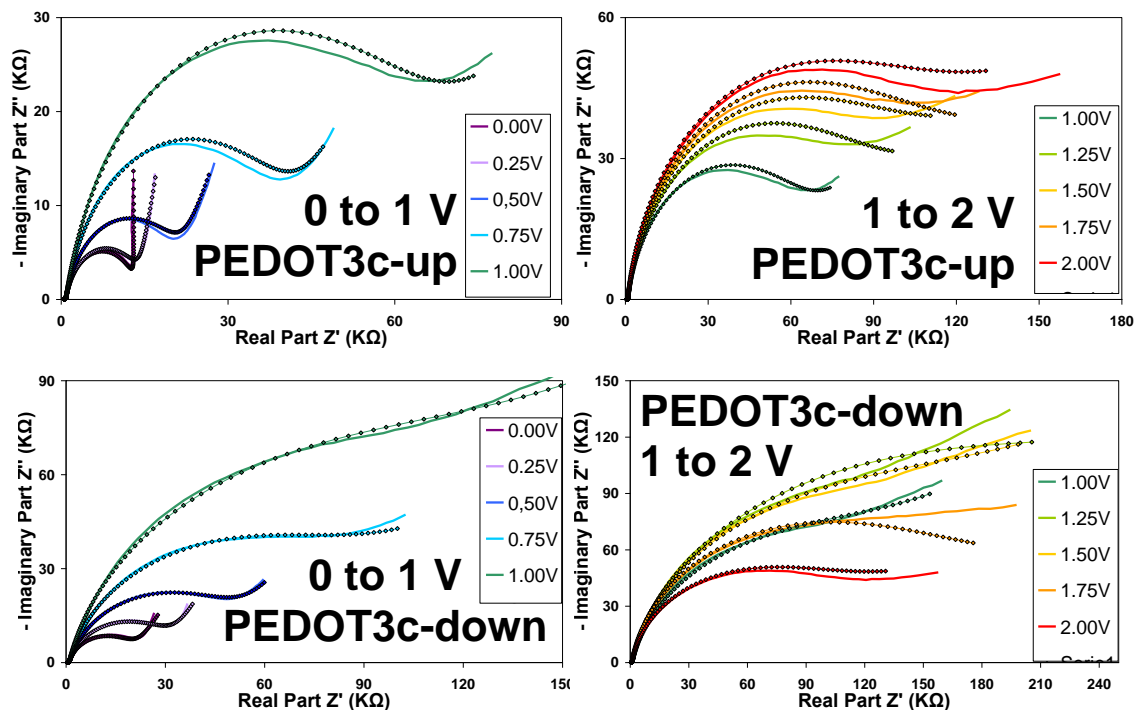 - Imaginary Part Z'' (KΩ)
30
20
10
0
0 to 1 V
PEDOT3c-up
0.00V
0.25V
0,50V
0.75V
1.00V
0 30 60 90
Real Part Z' (KΩ)
- Imaginary Part Z'' (KΩ)
60
30
0
1 to 2 V
PEDOT3c-up
1.00V
1.25V
1.50V
1.75V
2.00V
0 30 60 90 120 150 180
Real Part Z' (KΩ)
- Imaginary Part Z'' (KΩ)
90
60
30
0
0 to 1 V
PEDOT3c-down
0.00V
0.25V
0,50V
0.75V
1.00V
0 30 60 90 120 150
Real Part Z' (KΩ)
- Imaginary Part Z'' (KΩ)
150
120
90
60
30
0
PEDOT3c-down
1 to 2 V
1.00V
1.25V
1.50V
1.75V
2.00V
0 30 60 90 120 150 180 210 240
Real Part Z' (KΩ)